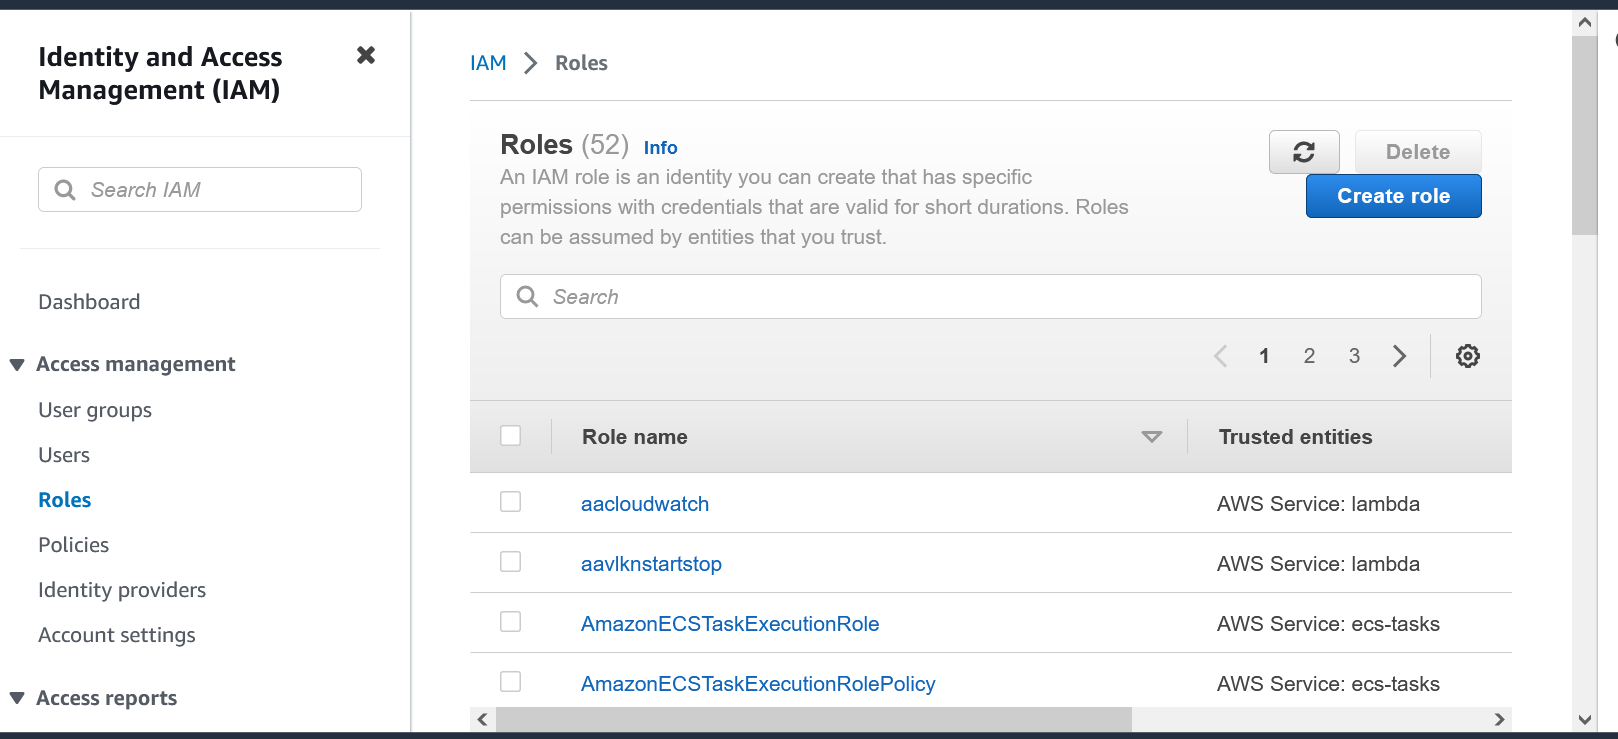 Identity and Access
Management (IAM)
Search IAM
Dashboard
Access management
User groups
Users
Roles
Policies
Identity providers
Account settings
Access reports
IAM > Roles
Roles (52) Info
An IAM role is an identity you can create that has specific
permissions with credentials that are valid for short durations. Roles
can be assumed by entities that you trust.
Delete
Create role
Search
1 2 3
Role name Trusted entities
aacloudwatch AWS Service: lambda
aavlknstartstop AWS Service: lambda
AmazonECSTaskExecutionRole AWS Service: ecs-tasks
AmazonECSTaskExecutionRolePolicy AWS Service: ecs-tasks